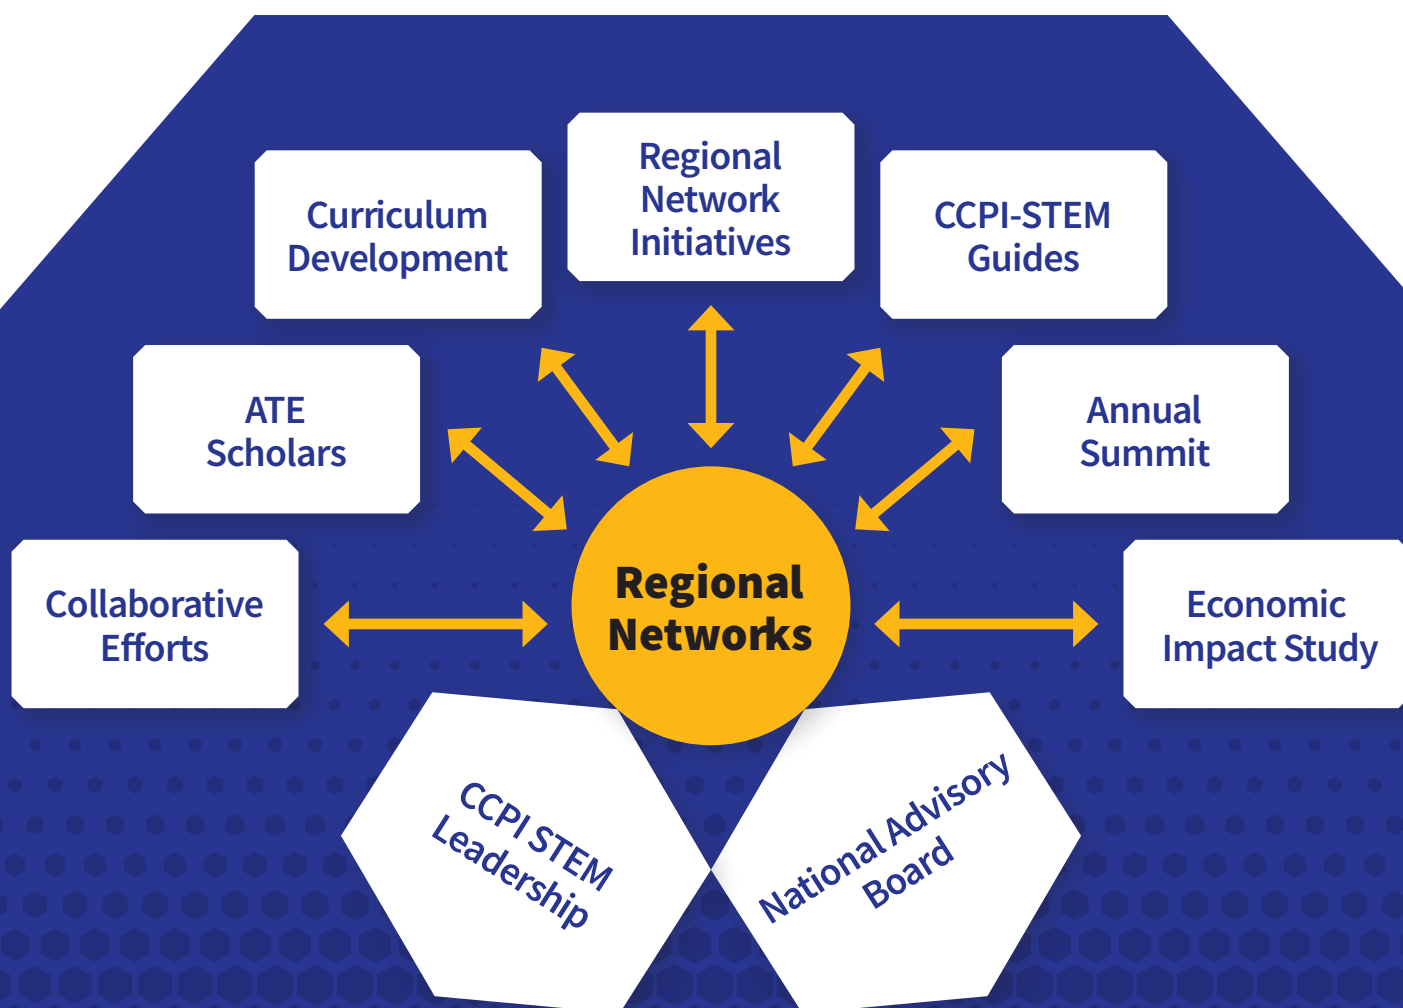 Regional
Network
Initiatives
Curriculum
Development
CCPI-STEM
Guides
ATE
Scholars
Annual
Summit
Collaborative
Efforts
Regional
Networks
Economic
Impact Study
CCPI STEM
Leadership
National Advisory
Board